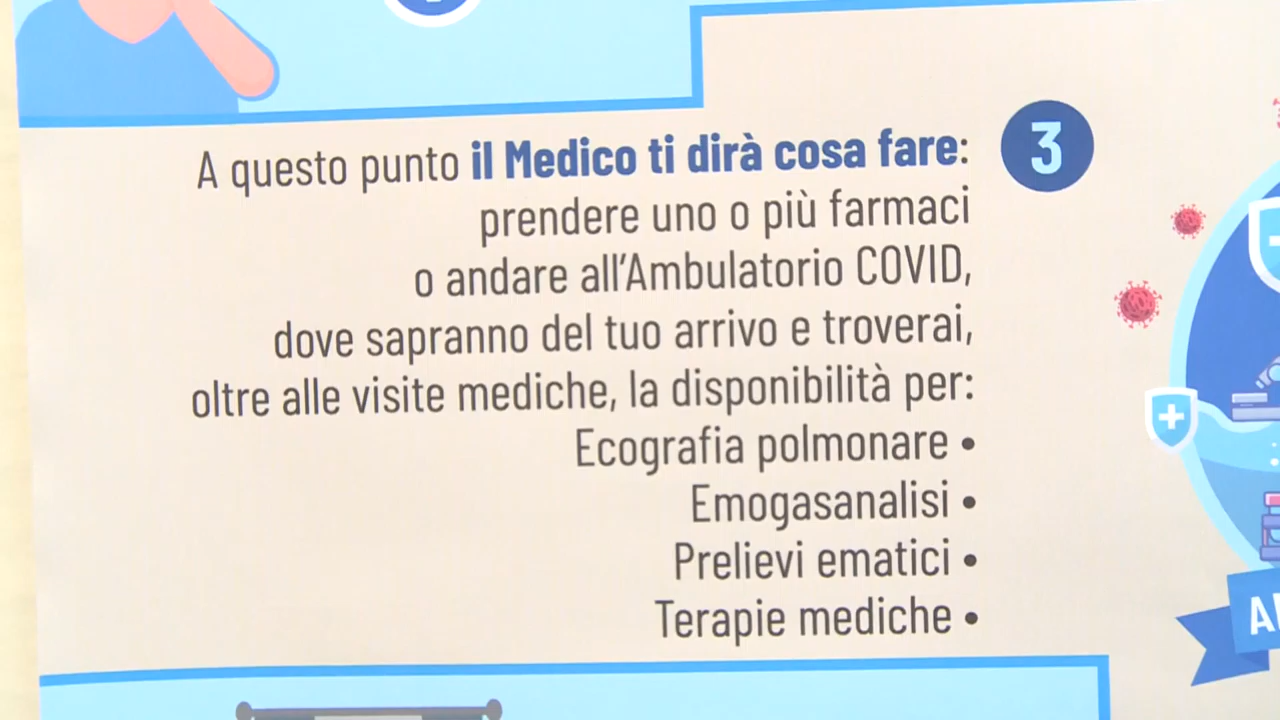 A questo punto il Medico ti dirà cosa fare:
3
prendere uno o più farmaci
o andare all'Ambulatorio COVID,
dove sapranno del tuo arrivo e troverai,
oltre alle visite mediche, la disponibilità per:
Ecografia polmonare •
Emogasanalisi •
Prelievi ematici •
Terapie mediche •